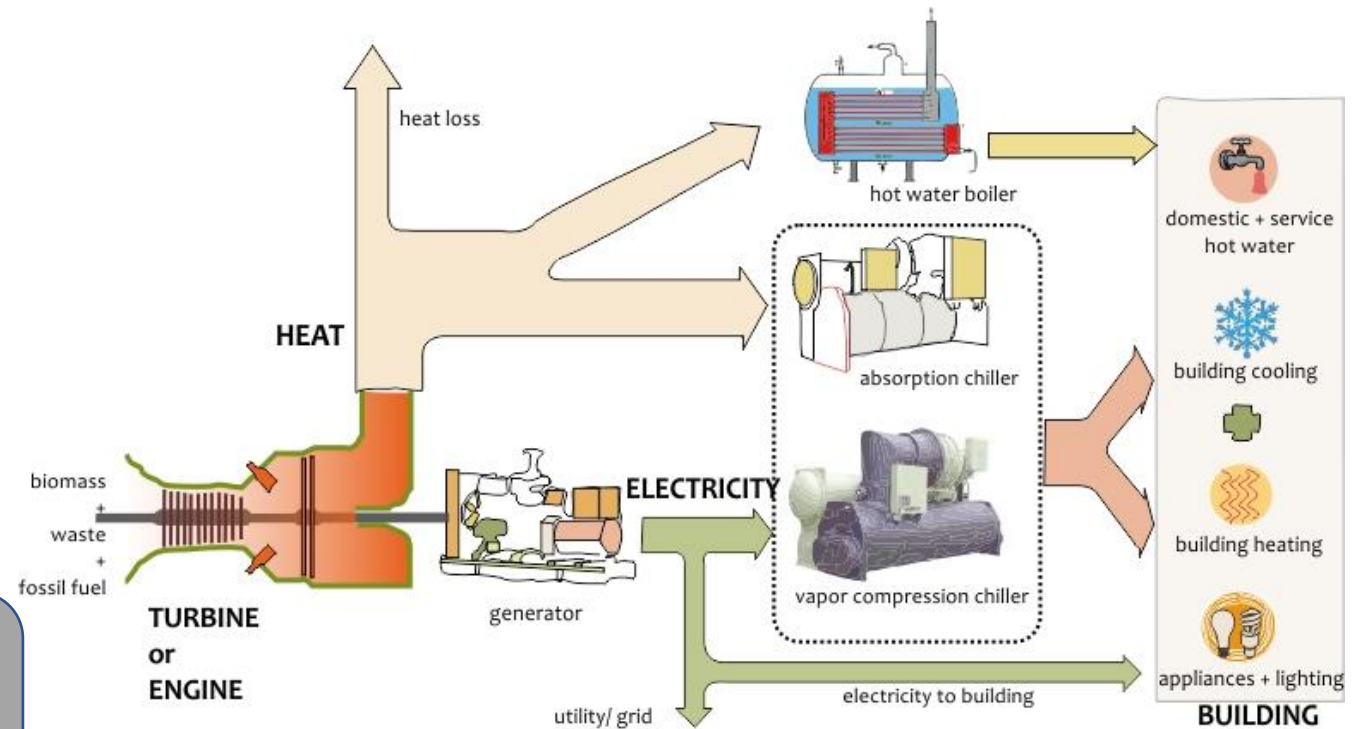 heat loss
hot water boiler
domestic + service
hot water
HEAT
absorption chiller
building cooling
biomass
+
waste
+
fossil fuel
ELECTRICITY
generator
vapor compression chiller
building heating
TURBINE
or
ENGINE
appliances + lighting
electricity to building
utility/ grid
BUILDING